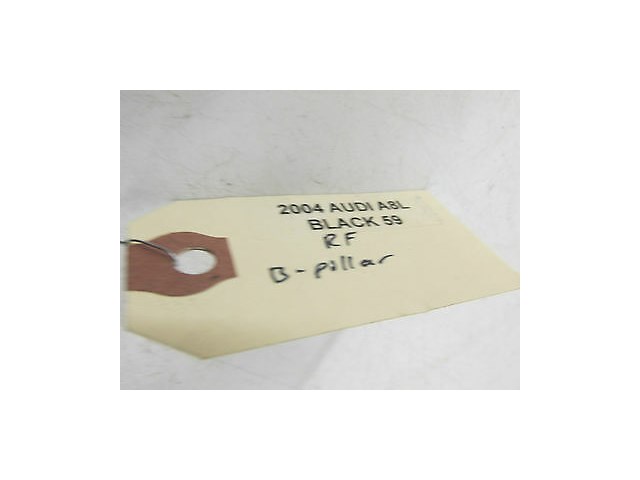 2004 AUDI A8L
BLACK 59
RF
B-pillar